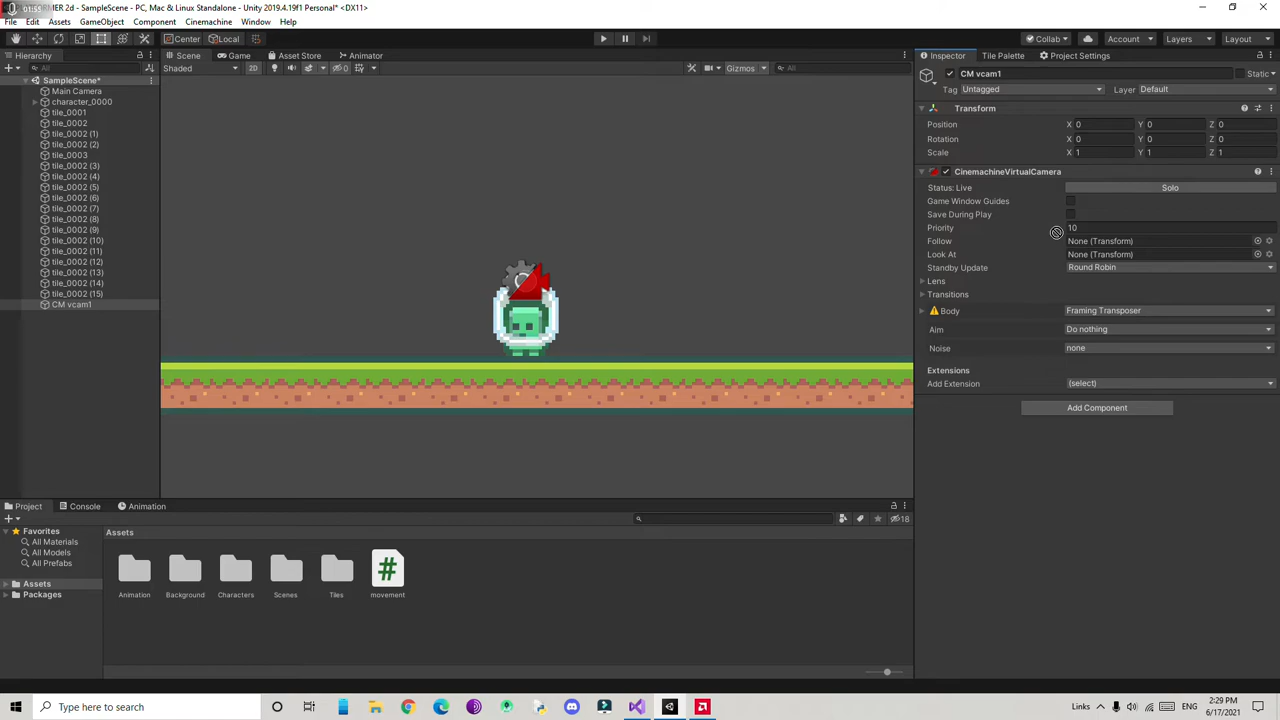 1:55
RNER 2d - SampleScene - PC, Mac & Linux Standalone - Unity 2019.4.19f1 Personal* <DX11>
File Edit Assets GameObject Component Cinemachine Window Help
Center Local Collab Account Layers Layout
Hierarchy Scene Game Asset Store Animator Inspector Tile Palette Project Settings
All Shaded 2D 0 Gizmos All
CM vcam1 Static
Tag Untagged Layer Default
SampleScene*
Main Camera
character_0000
tile_0001
tile_0002
tile_0002 (1)
tile_0002 (2)
tile_0003
tile_0002 (3)
tile_0002 (4)
tile_0002 (5)
tile_0002 (6)
tile_0002 (7)
tile_0002 (8)
tile_0002 (9)
tile_0002 (10)
tile_0002 (11)
tile_0002 (12)
tile_0002 (13)
tile_0002 (14)
tile_0002 (15)
CM vcam1
Transform
Position X 0 Y 0 Z 0
Rotation X 0 Y 0 Z 0
Scale X 1 Y 1 Z 1
CinemachineVirtualCamera
Status: Live Solo
Game Window Guides
Save During Play
Priority 10
Follow None (Transform)
Look At None (Transform)
Standby Update Round Robin
Lens
Transitions
Body Framing Transposer
Aim Do nothing
Noise none
Extensions
Add Extension (select)
Add Component
Project Console Animation
18
Favorites
All Materials
All Models
All Prefabs
Assets
Packages
Assets
Animation Background Characters Scenes Tiles movement
#
Type here to search
Links ENG 2:29 PM
6/17/2021